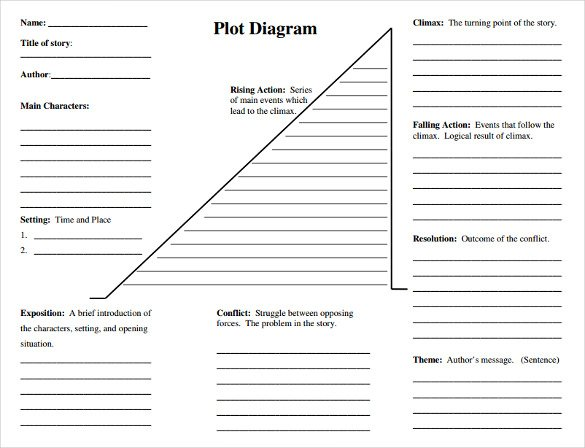 Plot Diagram
Name:
Title of story:
Author:
Main Characters:
Setting: Time and Place
1.
2.
Rising Action: Series
of main events which
lead to the climax.
Climax: The turning point of the story.
Falling Action: Events that follow the
climax. Logical result of climax.
Resolution: Outcome of the conflict.
Exposition: A brief introduction of
the characters, setting, and opening
situation.
Conflict: Struggle between opposing
forces. The problem in the story.
Theme: Author's message. (Sentence)